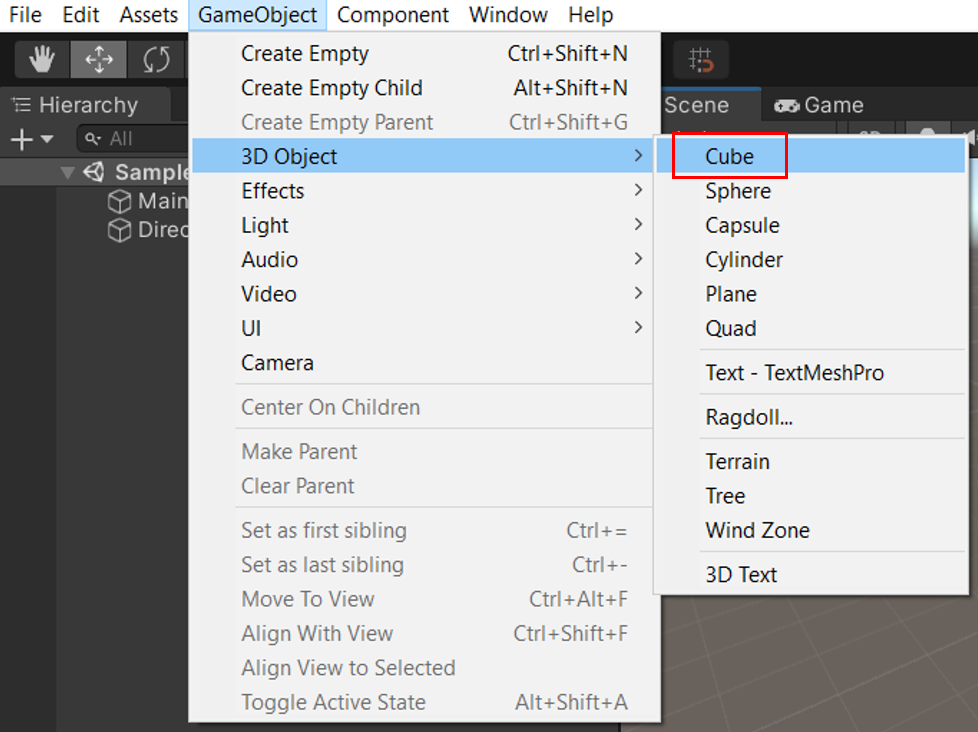 File Edit Assets GameObject Component Window Help
Hierarchy
All
Sample
Main
Direc
Create Empty Ctrl+Shift+N
Create Empty Child Alt+Shift+N
Create Empty Parent Ctrl+Shift+G
3D Object
Effects
Light
Audio
Video
UI
Camera
Center On Children
Make Parent
Clear Parent
Set as first sibling Ctrl+=
Set as last sibling Ctrl+-
Move To View Ctrl+Alt+F
Align With View Ctrl+Shift+F
Align View to Selected
Toggle Active State Alt+Shift+A
Scene Game
Cube
Sphere
Capsule
Cylinder
Plane
Quad
Text - TextMeshPro
Ragdoll...
Terrain
Tree
Wind Zone
3D Text